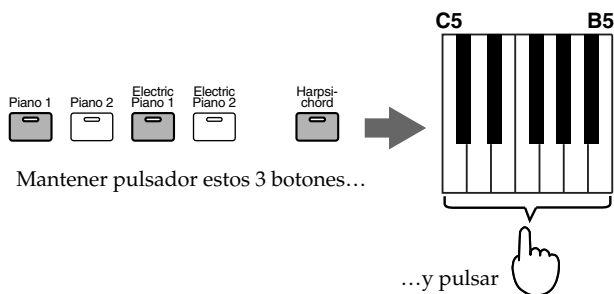 C5 B5
Piano 1 Piano 2 Electric Piano 1 Electric Piano 2 Harpsi-chord
Mantener pulsador estos 3 botones…
…y pulsar